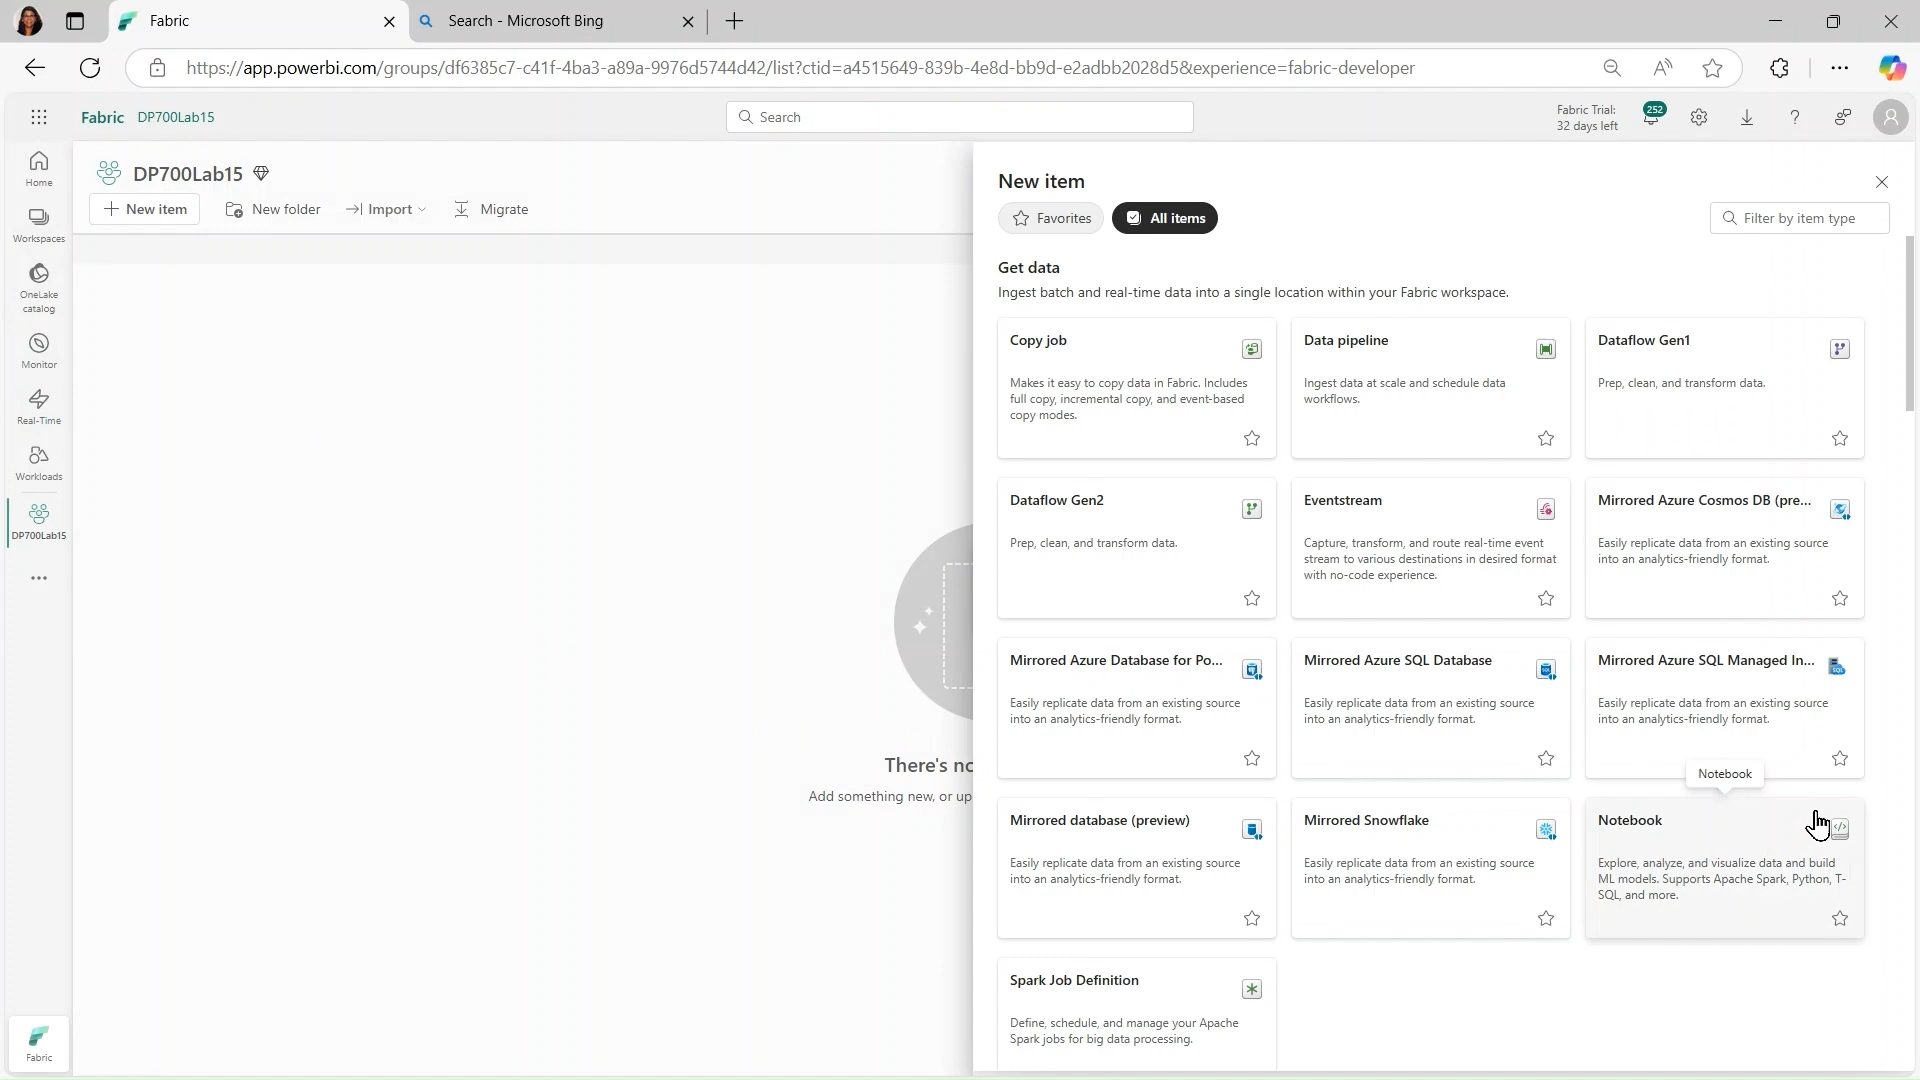 Fabric
Search - Microsoft Bing
https://app.powerbi.com/groups/df6385c7-c41f-4ba3-a89a-9976d5744d42/list?ctid=a4515649-839b-4e8d-bb9d-e2adbb2028d5&experience=fabric-developer
Fabric DP700Lab15
Search
Fabric Trial:
32 days left
252
Home
Workspaces
OneLake
catalog
Monitor
Real-Time
Workloads
DP700Lab15
Fabric
DP700Lab15
New item
New folder
Import
Migrate
There's no
Add something new, or up
New item
Favorites
All items
Filter by item type
Get data
Ingest batch and real-time data into a single location within your Fabric workspace.
Copy job
Makes it easy to copy data in Fabric. Includes
full copy, incremental copy, and event-based
copy modes.
Data pipeline
Ingest data at scale and schedule data
workflows.
Dataflow Gen1
Prep, clean, and transform data.
Dataflow Gen2
Prep, clean, and transform data.
Eventstream
Capture, transform, and route real-time event
stream to various destinations in desired format
with no-code experience.
Mirrored Azure Cosmos DB (pre...
Easily replicate data from an existing source
into an analytics-friendly format.
Mirrored Azure Database for Po...
Easily replicate data from an existing source
into an analytics-friendly format.
Mirrored Azure SQL Database
Easily replicate data from an existing source
into an analytics-friendly format.
Mirrored Azure SQL Managed In...
Easily replicate data from an existing source
into an analytics-friendly format.
Notebook
Mirrored database (preview)
Easily replicate data from an existing source
into an analytics-friendly format.
Mirrored Snowflake
Easily replicate data from an existing source
into an analytics-friendly format.
Notebook
Explore, analyze, and visualize data and build
ML models. Supports Apache Spark, Python, T-
SQL, and more.
Spark Job Definition
Define, schedule, and manage your Apache
Spark jobs for big data processing.